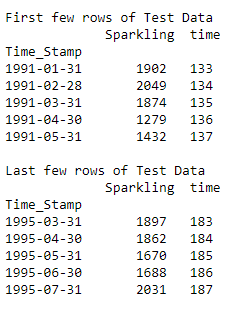 First few rows of Test Data
Sparkling time
Time_Stamp
1991-01-31 1902 133
1991-02-28 2049 134
1991-03-31 1874 135
1991-04-30 1279 136
1991-05-31 1432 137
Last few rows of Test Data
Sparkling time
Time_Stamp
1995-03-31 1897 183
1995-04-30 1862 184
1995-05-31 1670 185
1995-06-30 1688 186
1995-07-31 2031 187